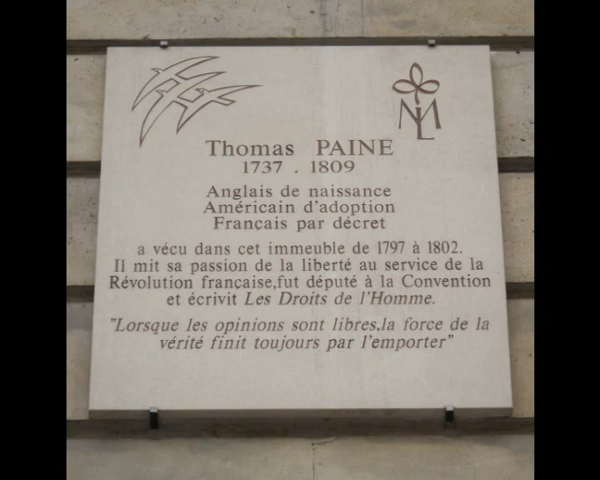 NLM
Thomas PAINE
1737 . 1809
Anglais de naissance
Américain d'adoption
Francais par décret
a vécu dans cet immeuble de 1797 à 1802.
Il mit sa passion de la liberté au service de la
Révolution française,fut député à la Convention
et écrivit Les Droits de l'Homme.
"Lorsque les opinions sont libres,la force de la
vérité finit toujours par l'emporter"